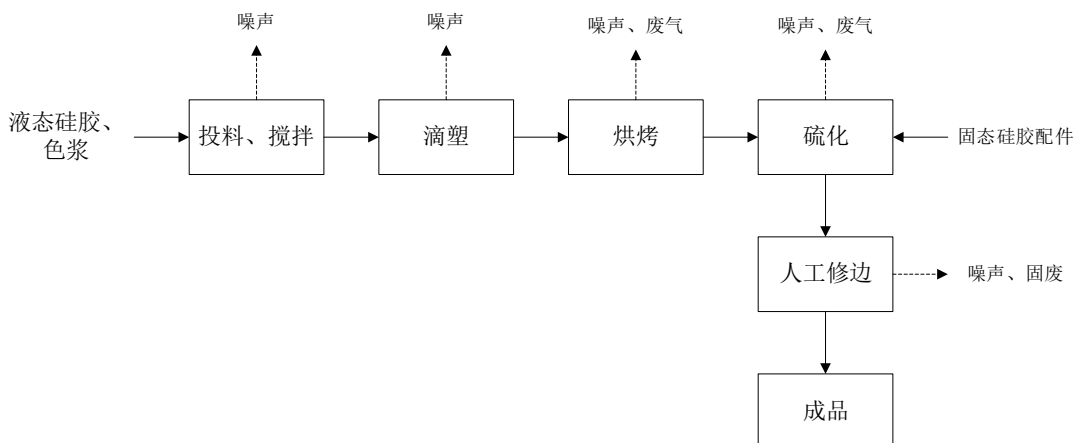 噪声
噪声
噪声、废气
噪声、废气
液态硅胶、
色浆
投料、搅拌
滴塑
烘烤
硫化
固态硅胶配件
人工修边
噪声、固废
成品